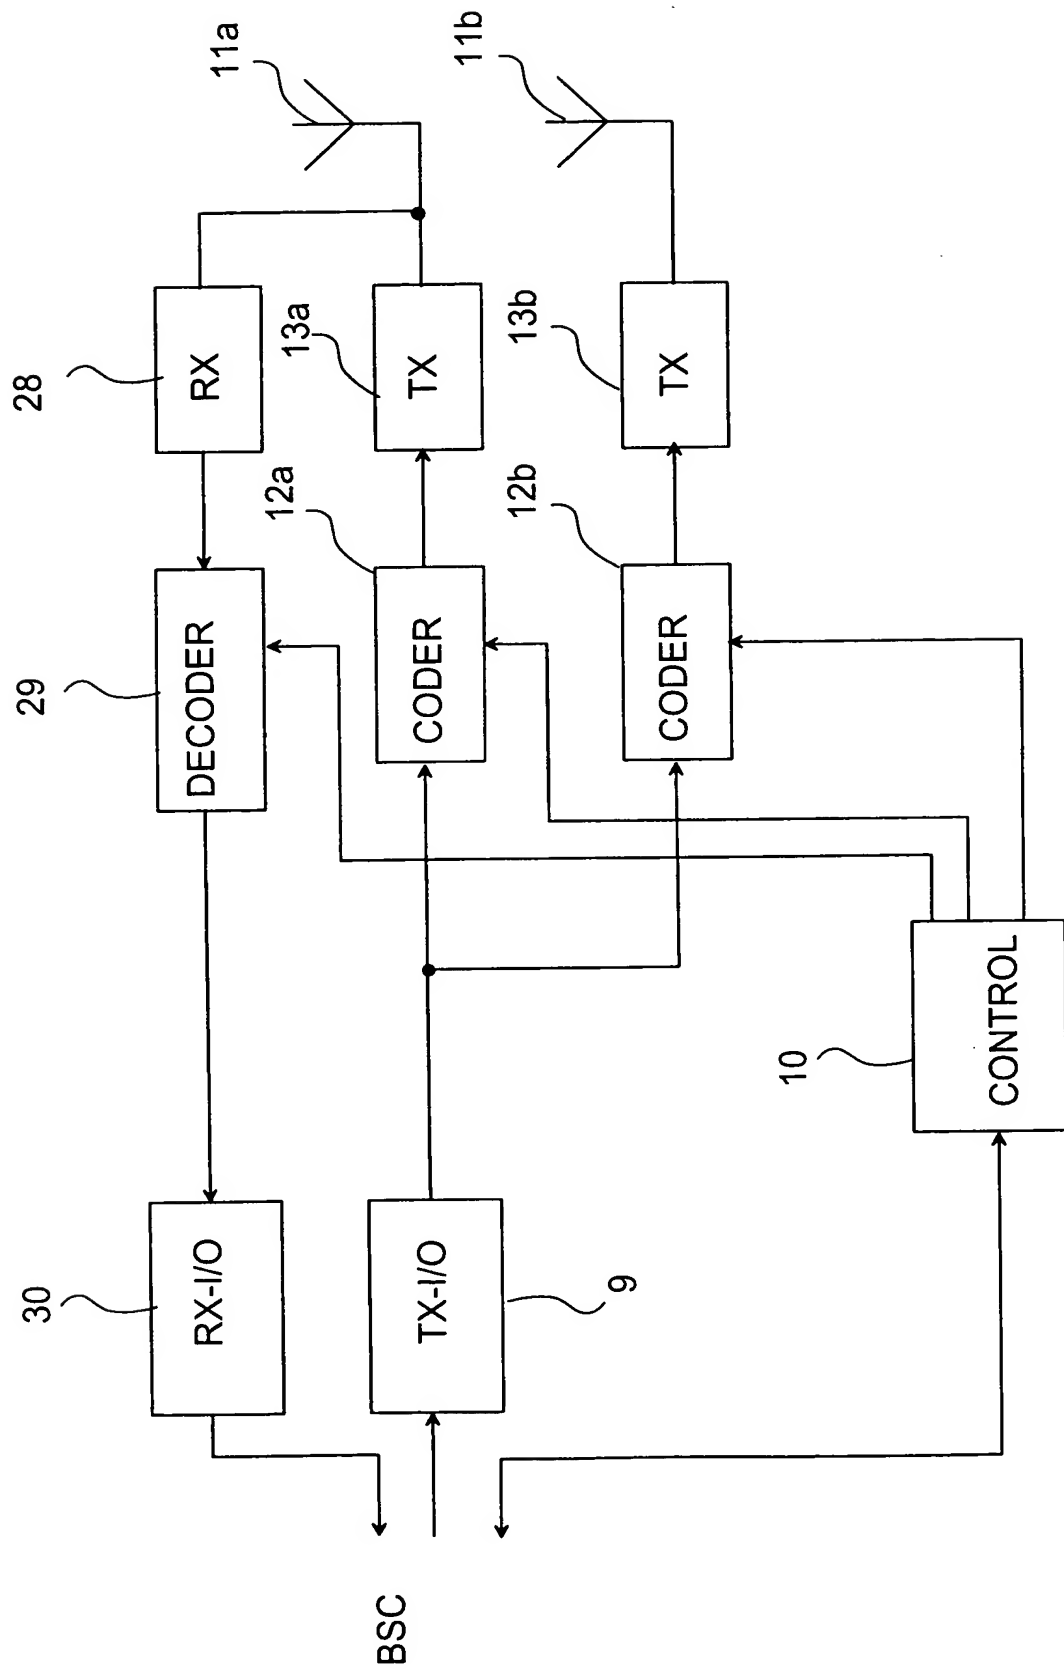 BSC
30
RX-I/O
TX-I/O
9
29
DECODER
28
RX
11a
12a
CODER
13a
TX
11b
12b
CODER
13b
TX
10
CONTROL